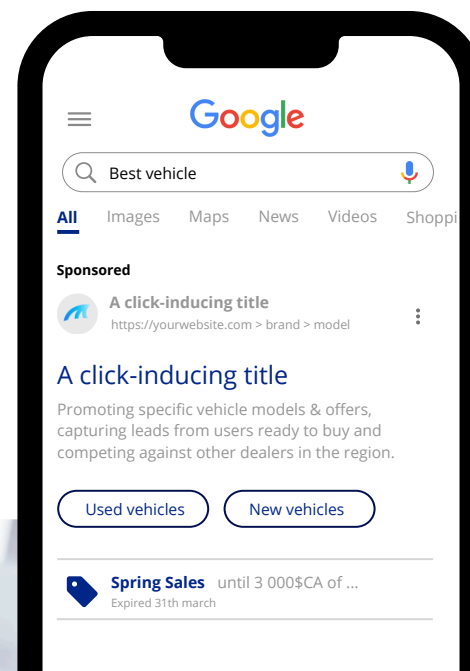 Google
Best vehicle
All Images Maps News Videos Shoppi
Sponsored
A click-inducing title
https://yourwebsite.com > brand > model
A click-inducing title
Promoting specific vehicle models & offers,
capturing leads from users ready to buy and
competing against other dealers in the region.
Used vehicles New vehicles
Spring Sales until 3 000$CA of ...
Expired 31th march